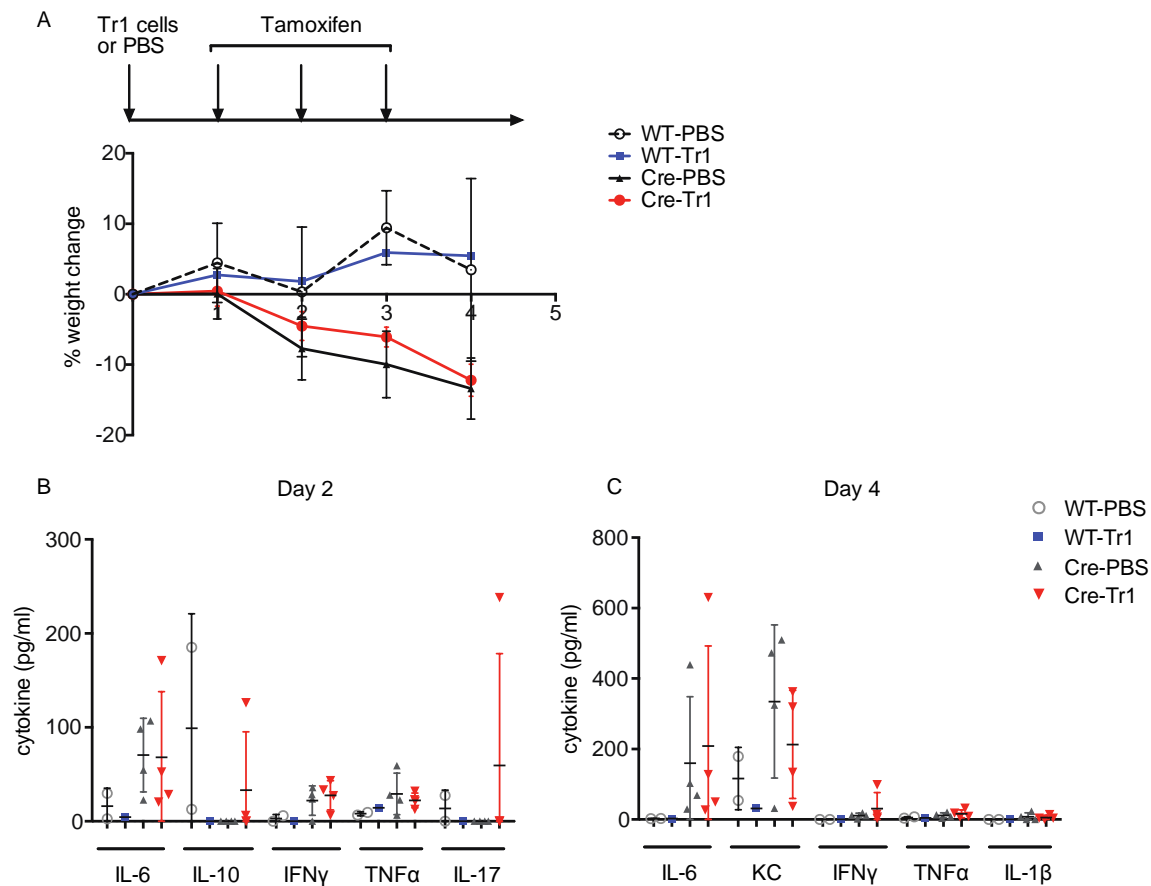 A
Tr1 cells
or PBS
Tamoxifen
WT-PBS
WT-Tr1
Cre-PBS
Cre-Tr1
% weight change
20
10
0
-10
-20
1
2
3
4
5
B
Day 2
cytokine (pg/ml)
300
200
100
0
IL-6
IL-10
IFNγ
TNFα
IL-17
C
Day 4
WT-PBS
WT-Tr1
Cre-PBS
Cre-Tr1
cytokine (pg/ml)
800
600
400
200
0
IL-6
KC
IFNγ
TNFα
IL-1β